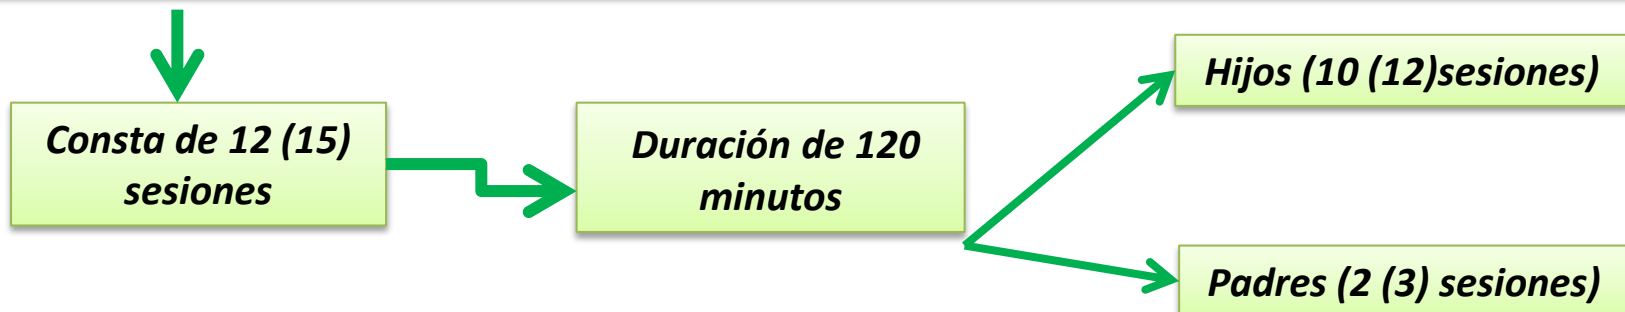 Consta de 12 (15)
sesiones
Duración de 120
minutos
Hijos (10 (12)sesiones)
Padres (2 (3) sesiones)